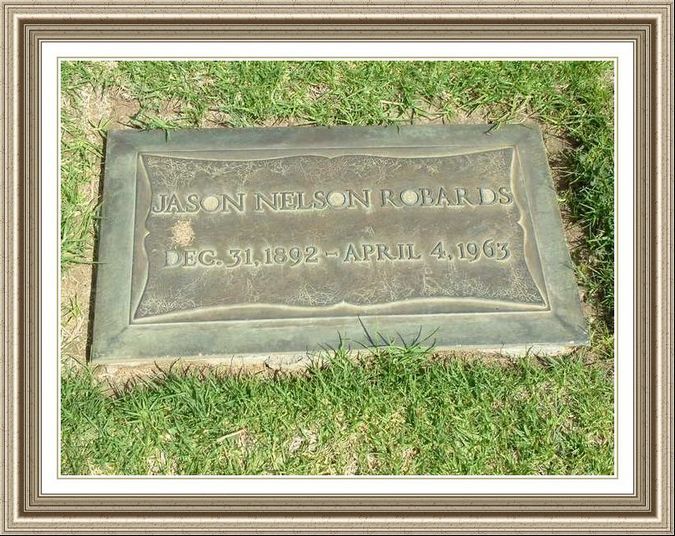 JASON NELSON ROBARDS
DEC. 31, 1892 - APRIL 4, 1963